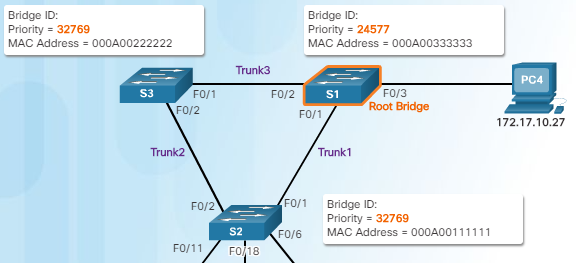 Bridge ID:
Priority = 32769
MAC Address = 000A00222222
Bridge ID:
Priority = 24577
MAC Address = 000A00333333
Trunk3
S3
F0/1
F0/2
F0/2
S1
F0/1
F0/3
Root Bridge
PC4
172.17.10.27
Trunk2
Trunk1
F0/2
F0/1
S2
F0/6
F0/11
F0/18
Bridge ID:
Priority = 32769
MAC Address = 000A00111111